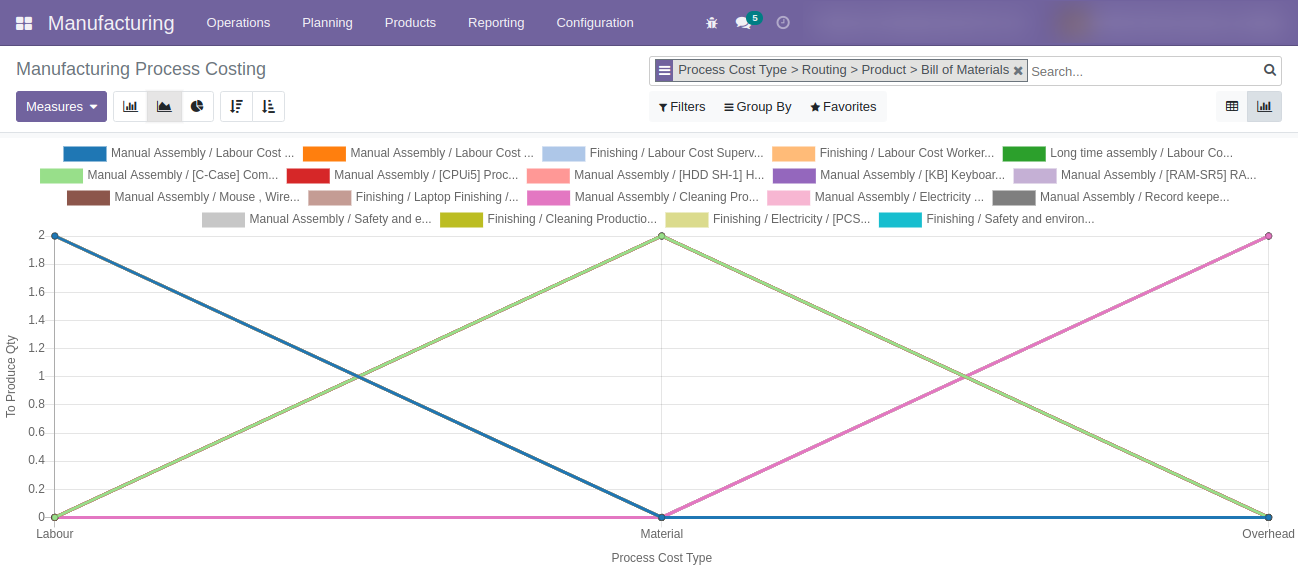 Manufacturing Operations Planning Products Reporting Configuration 5
Manufacturing Process Costing
Process Cost Type > Routing > Product > Bill of Materials Search...
Measures Filters Group By Favorites
Manual Assembly / Labour Cost ... Manual Assembly / Labour Cost ... Finishing / Labour Cost Superv... Finishing / Labour Cost Worker... Long time assembly / Labour Co...
Manual Assembly / [C-Case] Com... Manual Assembly / [CPUi5] Proc... Manual Assembly / [HDD SH-1] H... Manual Assembly / [KB] Keyboar... Manual Assembly / [RAM-SR5] RA...
Manual Assembly / Mouse , Wire... Finishing / Laptop Finishing /... Manual Assembly / Cleaning Pro... Manual Assembly / Electricity ... Manual Assembly / Record keepe...
Manual Assembly / Safety and e... Finishing / Cleaning Productio... Finishing / Electricity / [PCS... Finishing / Safety and environ...
2
1.8
1.6
1.4
1.2
1
0.8
0.6
0.4
0.2
0
To Produce Qty
Labour Material Overhead
Process Cost Type